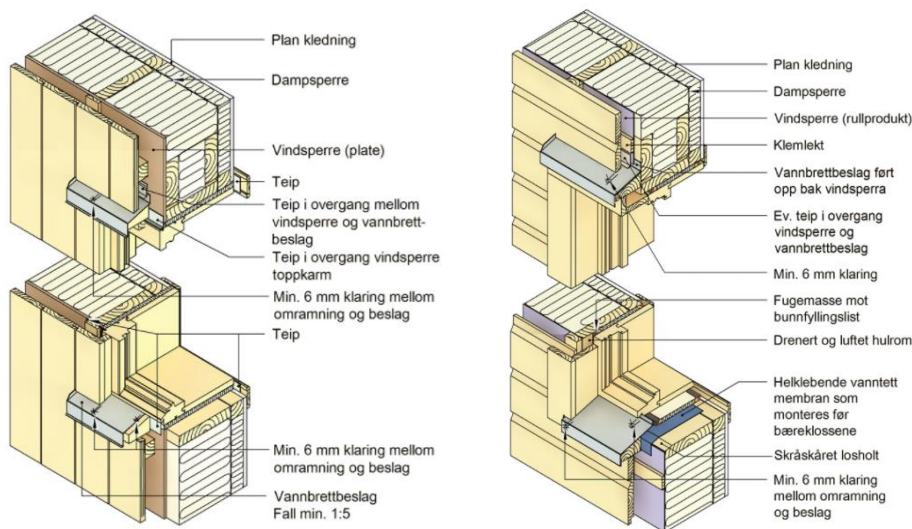 Plan kledning
Dampsperre
Vindsperre (plate)
Teip
Teip i overgang mellom
vindsperre og vannbrett-
beslag
Teip i overgang vindsperre
toppkarm
Min. 6 mm klaring mellom
omramning og beslag
Teip
Min. 6 mm klaring mellom
omramning og beslag
Vannbrettbeslag
Fall min. 1:5
Plan kledning
Dampsperre
Vindsperre (rullprodukt)
Klemlekt
Vannbrettbeslag ført
opp bak vindsperra
Ev. teip i overgang
vindsperre og
vannbrettbeslag
Min. 6 mm klaring
Fugemasse mot
bunnfyllingslist
Drenert og luftet hulrom
Helklebende vanntett
membran som
monteres før
bæreklossene
Skråskåret losholt
Min. 6 mm klaring
mellom omramning
og beslag